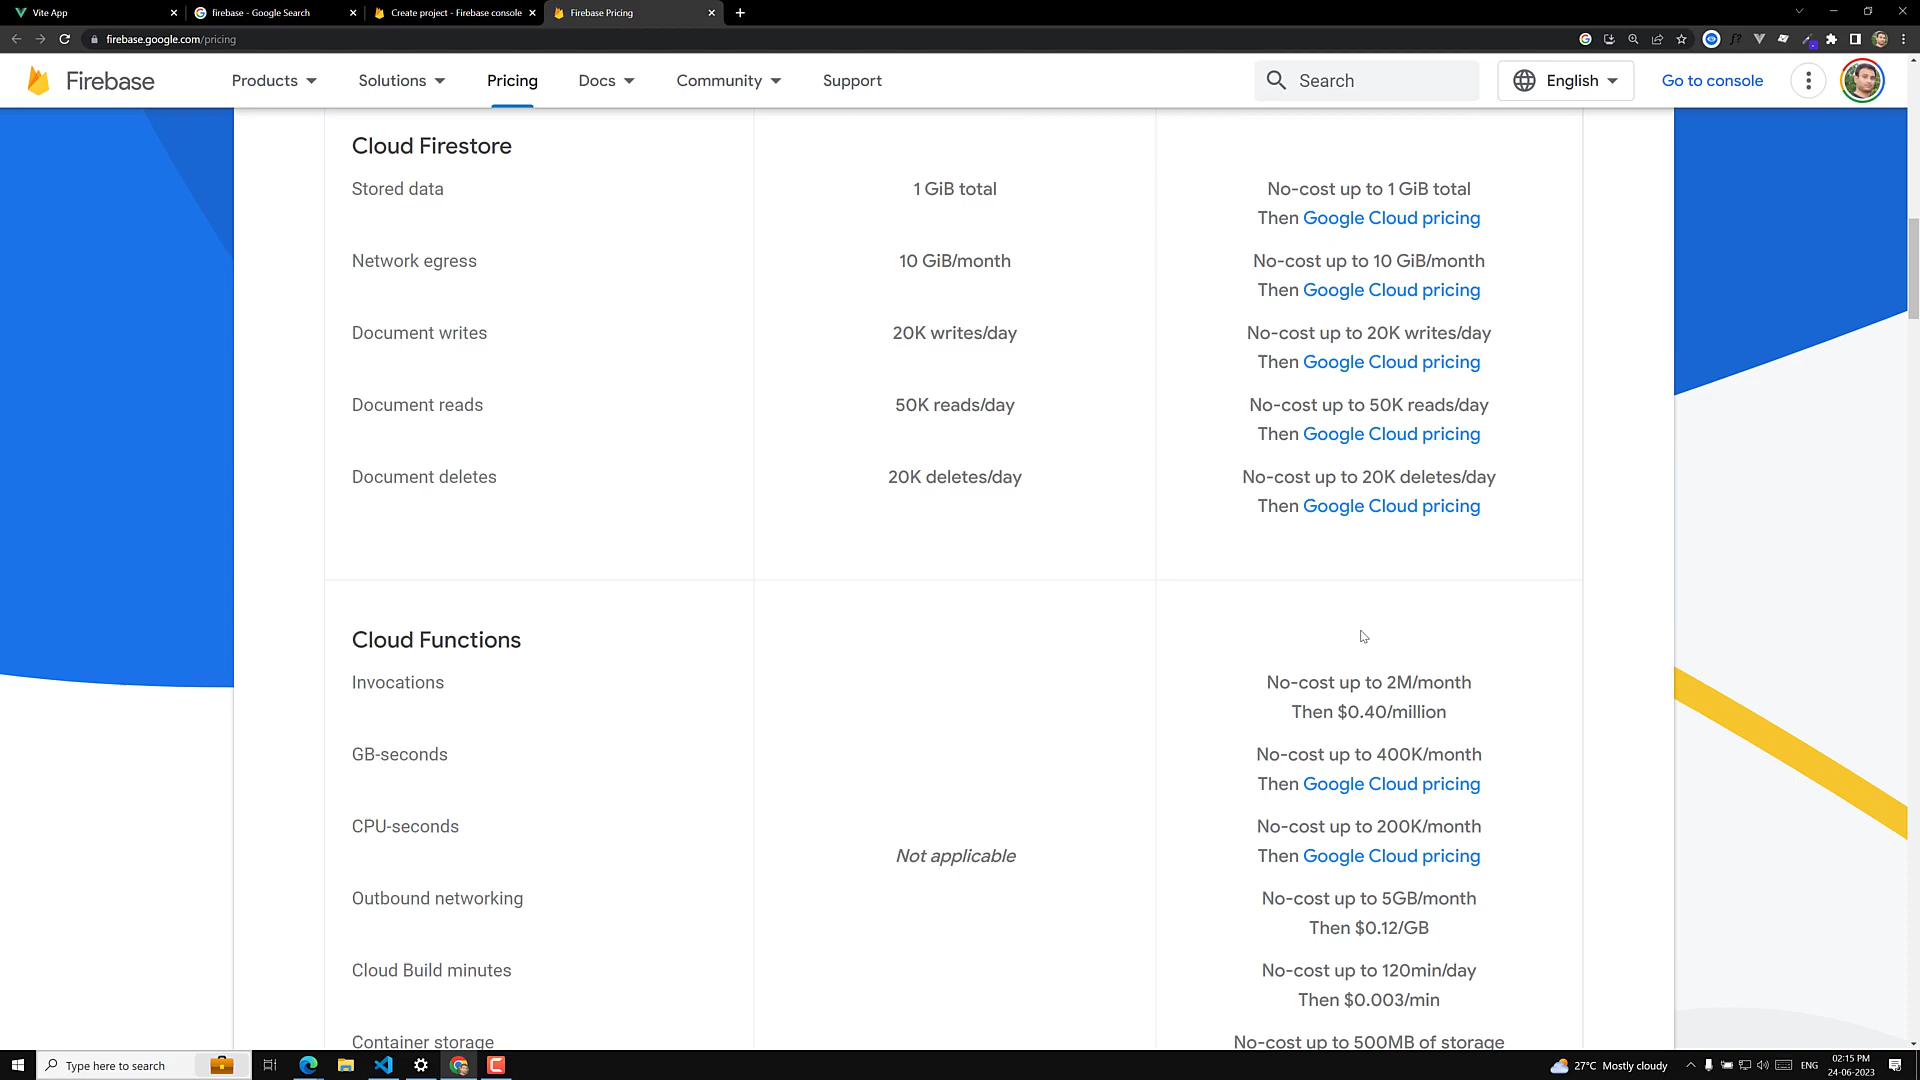 Vite App
firebase - Google Search
Create project - Firebase console
Firebase Pricing
firebase.google.com/pricing
Firebase
Products
Solutions
Pricing
Docs
Community
Support
Search
English
Go to console
Cloud Firestore
Stored data
1 GiB total
No-cost up to 1 GiB total
Then Google Cloud pricing
Network egress
10 GiB/month
No-cost up to 10 GiB/month
Then Google Cloud pricing
Document writes
20K writes/day
No-cost up to 20K writes/day
Then Google Cloud pricing
Document reads
50K reads/day
No-cost up to 50K reads/day
Then Google Cloud pricing
Document deletes
20K deletes/day
No-cost up to 20K deletes/day
Then Google Cloud pricing
Cloud Functions
Invocations
No-cost up to 2M/month
Then $0.40/million
GB-seconds
No-cost up to 400K/month
Then Google Cloud pricing
CPU-seconds
No-cost up to 200K/month
Then Google Cloud pricing
Not applicable
Outbound networking
No-cost up to 5GB/month
Then $0.12/GB
Cloud Build minutes
No-cost up to 120min/day
Then $0.003/min
Container storage
No-cost up to 500MB of storage
Type here to search
27°C Mostly cloudy
ENG
02:15 PM
24-06-2023